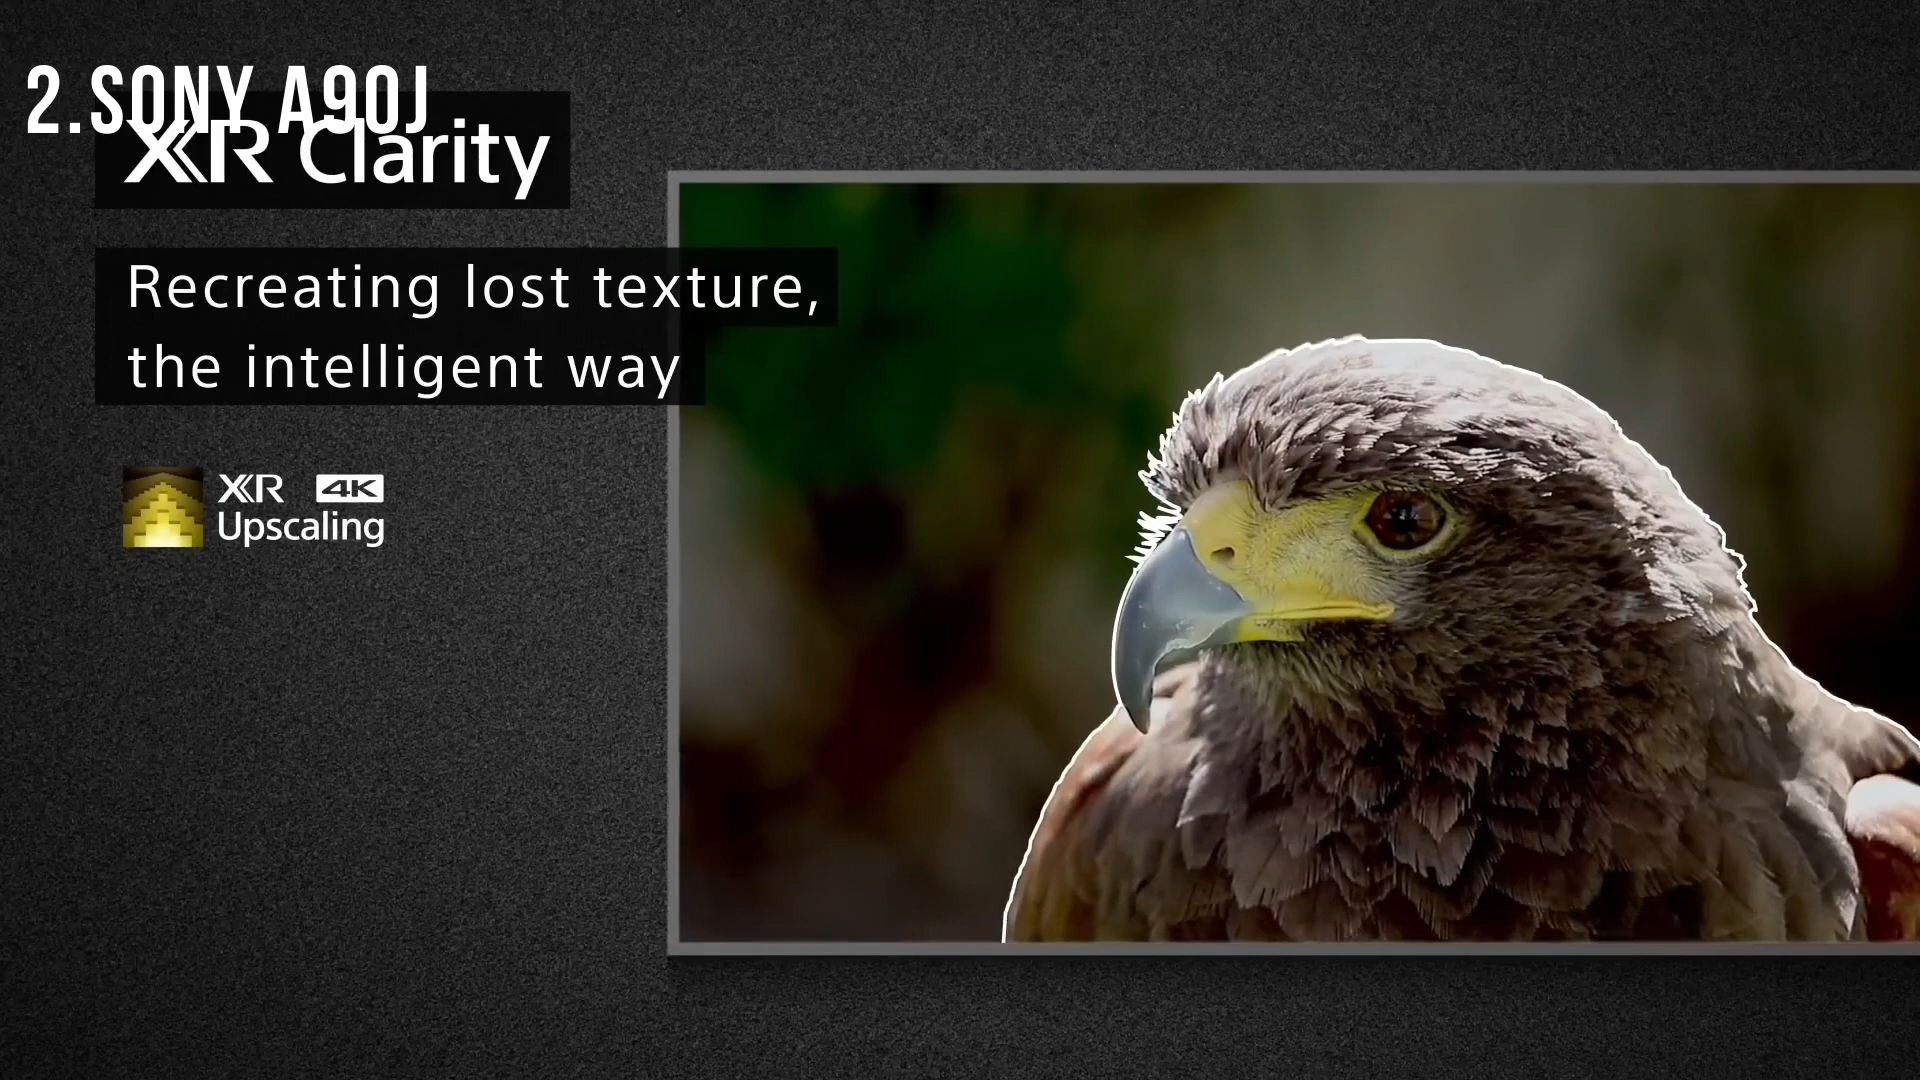 2.SONY A90J
XR Clarity
Recreating lost texture,
the intelligent way
XR 4K
Upscaling